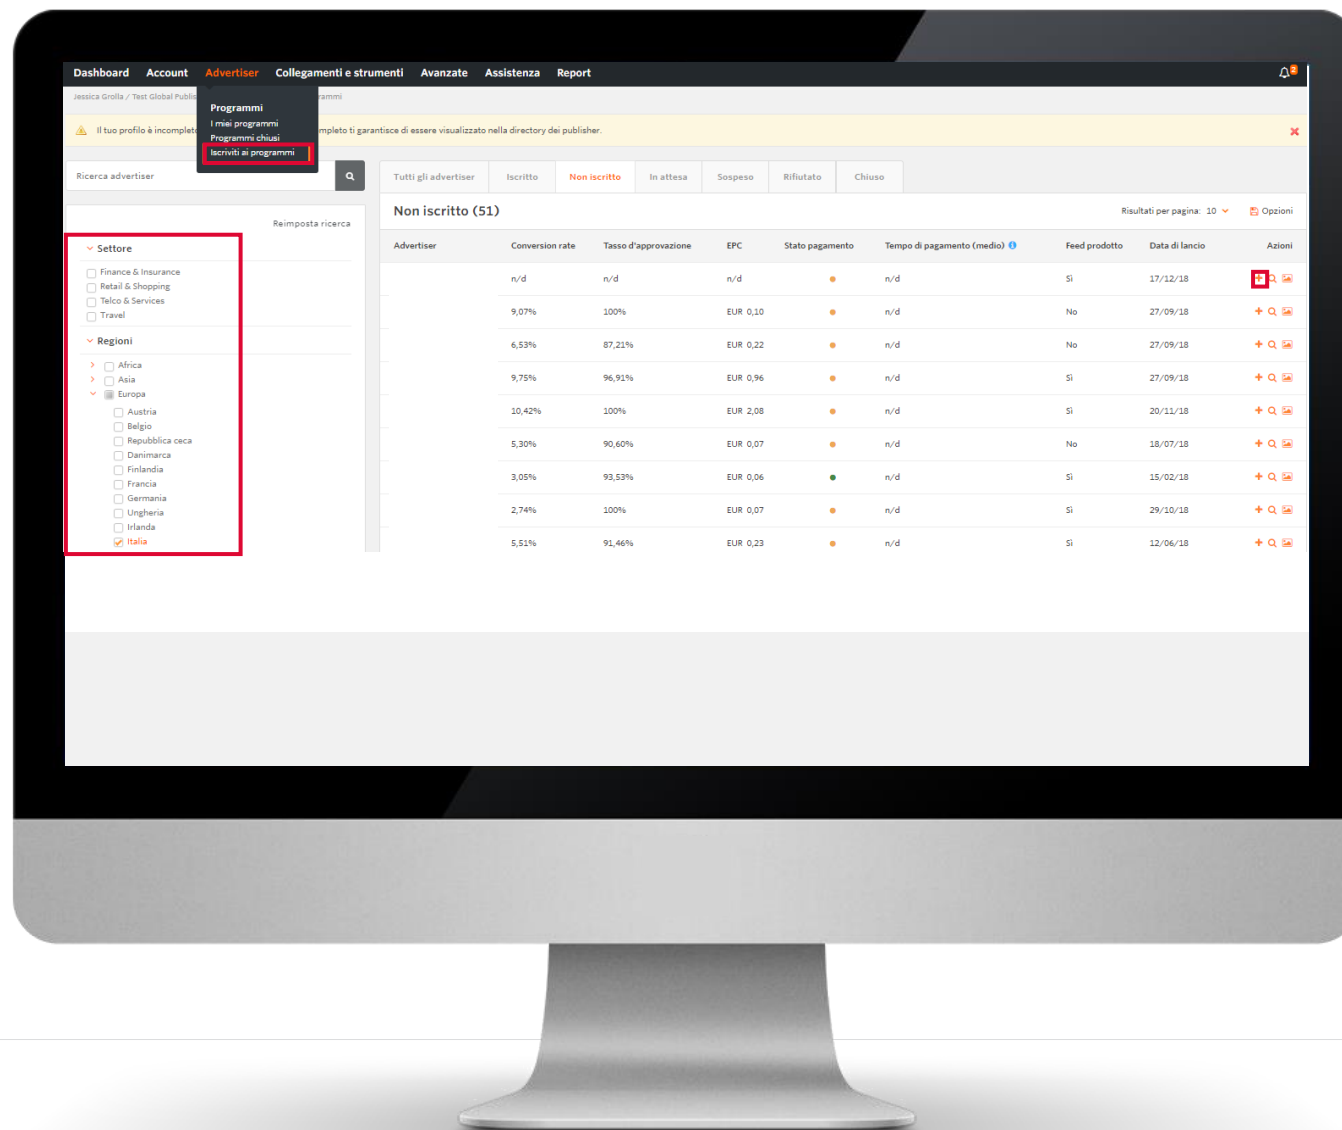 Dashboard Account Advertiser Collegamenti e strumenti Avanzate Assistenza Report 2
Jessica Grolla / Test Global Publis rammi
Programmi
I miei programmi
Programmi chiusi
Iscriviti ai programmi
Il tuo profilo è incompleto mpleto ti garantisce di essere visualizzato nella directory dei publisher.
Ricerca advertiser
Tutti gli advertiser Iscritto Non iscritto In attesa Sospeso Rifiutato Chiuso
Reimposta ricerca
Non iscritto (51) Risultati per pagina: 10 Opzioni
Settore
Finance & Insurance
Retail & Shopping
Telco & Services
Travel
Regioni
Africa
Asia
Europa
Austria
Belgio
Repubblica ceca
Danimarca
Finlandia
Francia
Germania
Ungheria
Irlanda
Italia
Advertiser Conversion rate Tasso d'approvazione EPC Stato pagamento Tempo di pagamento (medio) Feed prodotto Data di lancio Azioni
n/d n/d n/d n/d Sì 17/12/18
9,07% 100% EUR 0,10 n/d No 27/09/18
6,53% 87,21% EUR 0,22 n/d No 27/09/18
9,75% 96,91% EUR 0,96 n/d Sì 27/09/18
10,42% 100% EUR 2,08 n/d Sì 20/11/18
5,30% 90,60% EUR 0,07 n/d No 18/07/18
3,05% 93,53% EUR 0,06 n/d Sì 15/02/18
2,74% 100% EUR 0,07 n/d Sì 29/10/18
5,51% 91,46% EUR 0,23 n/d Sì 12/06/18